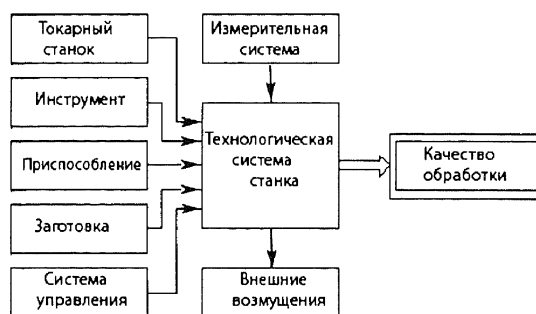 Токарный
станок
Инструмент
Приспособление
Заготовка
Система
управления
Измерительная
система
Технологическая
система
станка
Внешние
возмущения
Качество
обработки